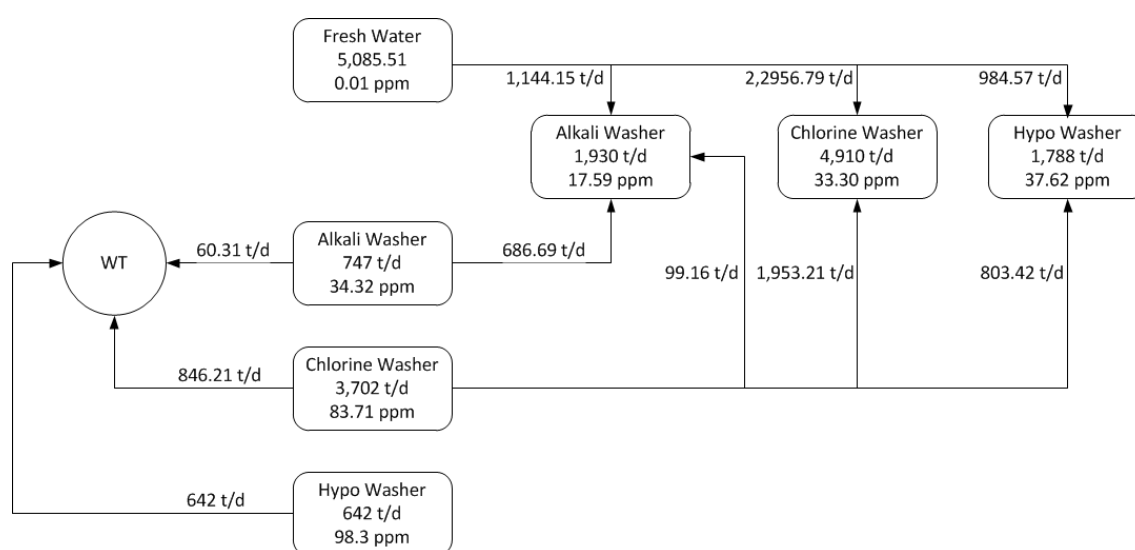 Fresh Water
5,085.51
0.01 ppm
1,144.15 t/d
2,2956.79 t/d
984.57 t/d
Alkali Washer
1,930 t/d
17.59 ppm
Chlorine Washer
4,910 t/d
33.30 ppm
Hypo Washer
1,788 t/d
37.62 ppm
WT
60.31 t/d
Alkali Washer
747 t/d
34.32 ppm
686.69 t/d
99.16 t/d
1,953.21 t/d
803.42 t/d
846.21 t/d
Chlorine Washer
3,702 t/d
83.71 ppm
642 t/d
Hypo Washer
642 t/d
98.3 ppm